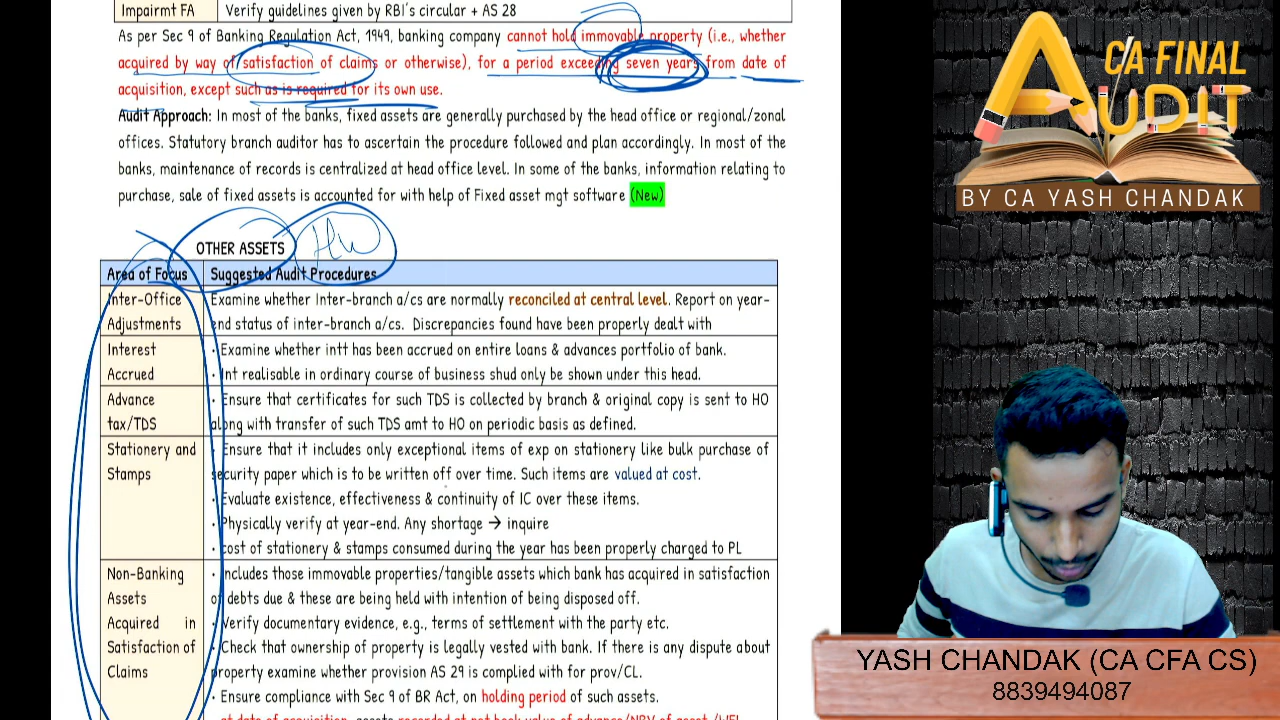 Impairmt FA Verify guidelines given by RBI's circular + AS 28
As per Sec 9 of Banking Regulation Act, 1949, banking company cannot hold immovable property (i.e., whether
acquired by way of satisfaction of claims or otherwise), for a period exceeding seven years from date of
acquisition, except such as is required for its own use.
Audit Approach: In most of the banks, fixed assets are generally purchased by the head office or regional/zonal
offices. Statutory branch auditor has to ascertain the procedure followed and plan accordingly. In most of the
banks, maintenance of records is centralized at head office level. In some of the banks, information relating to
purchase, sale of fixed assets is accounted for with help of Fixed asset mgt software (New)
OTHER ASSETS
HW
Area of Focus Suggested Audit Procedures
Inter-Office Examine whether Inter-branch a/cs are normally reconciled at central level. Report on year-
Adjustments end status of inter-branch a/cs. Discrepancies found have been properly dealt with
Interest · Examine whether intt has been accrued on entire loans & advances portfolio of bank.
Accrued · Int realisable in ordinary course of business shud only be shown under this head.
Advance · Ensure that certificates for such TDS is collected by branch & original copy is sent to HO
tax/TDS along with transfer of such TDS amt to HO on periodic basis as defined.
Stationery and · Ensure that it includes only exceptional items of exp on stationery like bulk purchase of
Stamps security paper which is to be written off over time. Such items are valued at cost.
· Evaluate existence, effectiveness & continuity of IC over these items.
· Physically verify at year-end. Any shortage → inquire
· cost of stationery & stamps consumed during the year has been properly charged to PL
Non-Banking · Includes those immovable properties/tangible assets which bank has acquired in satisfaction
Assets of debts due & these are being held with intention of being disposed off.
Acquired in · Verify documentary evidence, e.g., terms of settlement with the party etc.
Satisfaction of · Check that ownership of property is legally vested with bank. If there is any dispute about
Claims property examine whether provision AS 29 is complied with for prov/CL.
· Ensure compliance with Sec 9 of BR Act, on holding period of such assets.
at date of acquisition, assets recorded at net book value of advance/NRV of asset,
CA FINAL
AUDIT
BY CA YASH CHANDAK
YASH CHANDAK (CA CFA CS)
8839494087